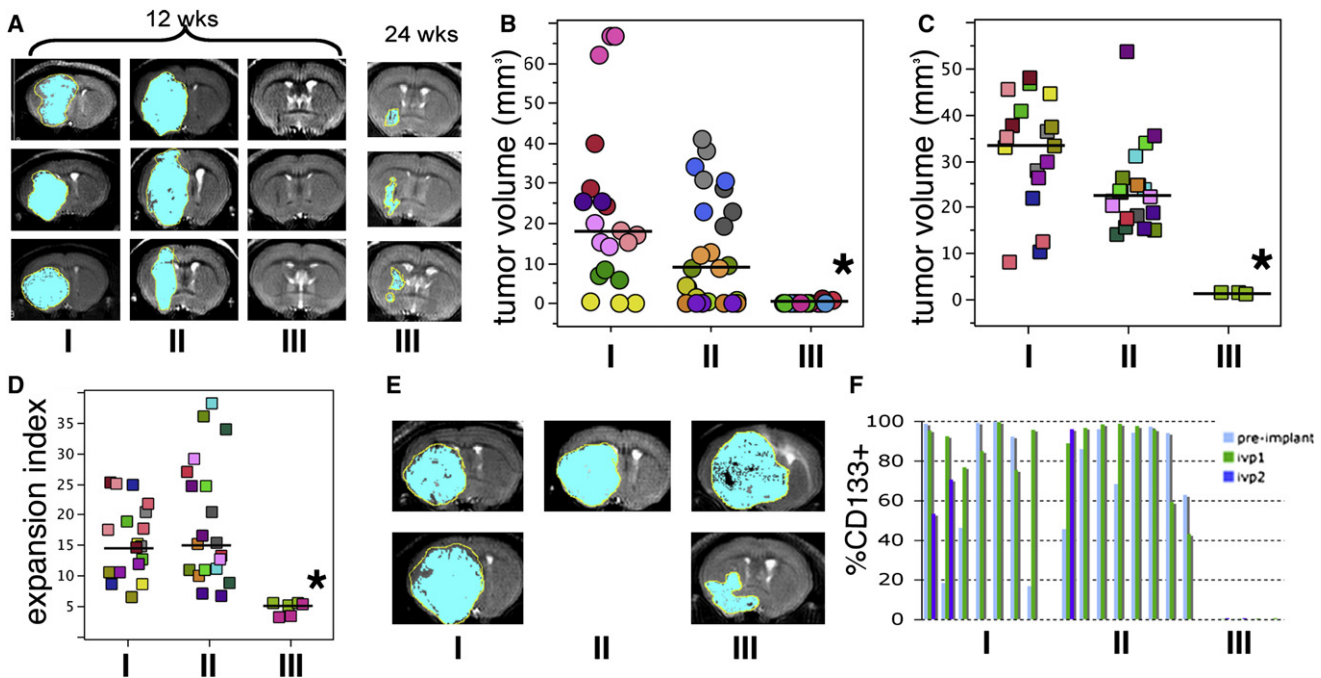 A
12 wks
24 wks
I
II
III
III
B
tumor volume (mm³)
60
50
40
30
20
10
0
*
I
II
III
C
tumor volume (mm³)
50
40
30
20
10
0
*
I
II
III
D
expansion index
35
30
25
20
15
10
5
*
I
II
III
E
I
II
III
F
%CD133+
100
80
60
40
20
0
pre-implant
ivp1
ivp2
I
II
III